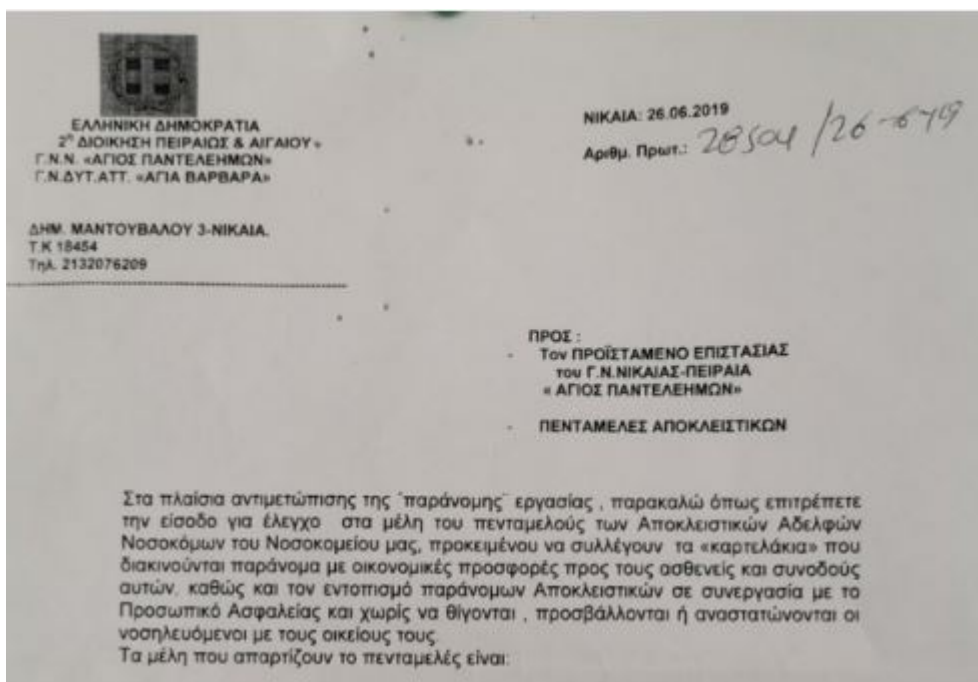 ΕΛΛΗΝΙΚΗ ΔΗΜΟΚΡΑΤΙΑ
2η ΔΙΟΙΚΗΣΗ ΠΕΙΡΑΙΩΣ & ΑΙΓΑΙΟΥ
Γ.Ν.Ν. «ΑΓΙΟΣ ΠΑΝΤΕΛΕΗΜΩΝ»
Γ.Ν.ΔΥΤ.ΑΤΤ. «ΑΓΙΑ ΒΑΡΒΑΡΑ»
ΔΗΜ. ΜΑΝΤΟΥΒΑΛΟΥ 3-ΝΙΚΑΙΑ.
Τ.Κ 18454
Τηλ. 2132076209
ΝΙΚΑΙΑ: 26.06.2019
Αριθμ. Πρωτ.: 28504/26-6-19
ΠΡΟΣ :
- Τον ΠΡΟΪΣΤΑΜΕΝΟ ΕΠΙΣΤΑΣΙΑΣ
του Γ.Ν.ΝΙΚΑΙΑΣ-ΠΕΙΡΑΙΑ
« ΑΓΙΟΣ ΠΑΝΤΕΛΕΗΜΩΝ»
- ΠΕΝΤΑΜΕΛΕΣ ΑΠΟΚΛΕΙΣΤΙΚΩΝ
Στα πλαίσια αντιμετώπισης της ¨παράνομης¨ εργασίας , παρακαλώ όπως επιτρέπετε
την είσοδο για έλεγχο στα μέλη του πενταμελούς των Αποκλειστικών Αδελφών
Νοσοκόμων του Νοσοκομείου μας, προκειμένου να συλλέγουν τα «καρτελάκια» που
διακινούνται παράνομα με οικονομικές προσφορές προς τους ασθενείς και συνοδούς
αυτών, καθώς και τον εντοπισμό παράνομων Αποκλειστικών σε συνεργασία με το
Προσωπικό Ασφαλείας και χωρίς να θίγονται , προσβάλλονται ή αναστατώνονται οι
νοσηλευόμενοι με τους οικείους τους.
Τα μέλη που απαρτίζουν το πενταμελές είναι: